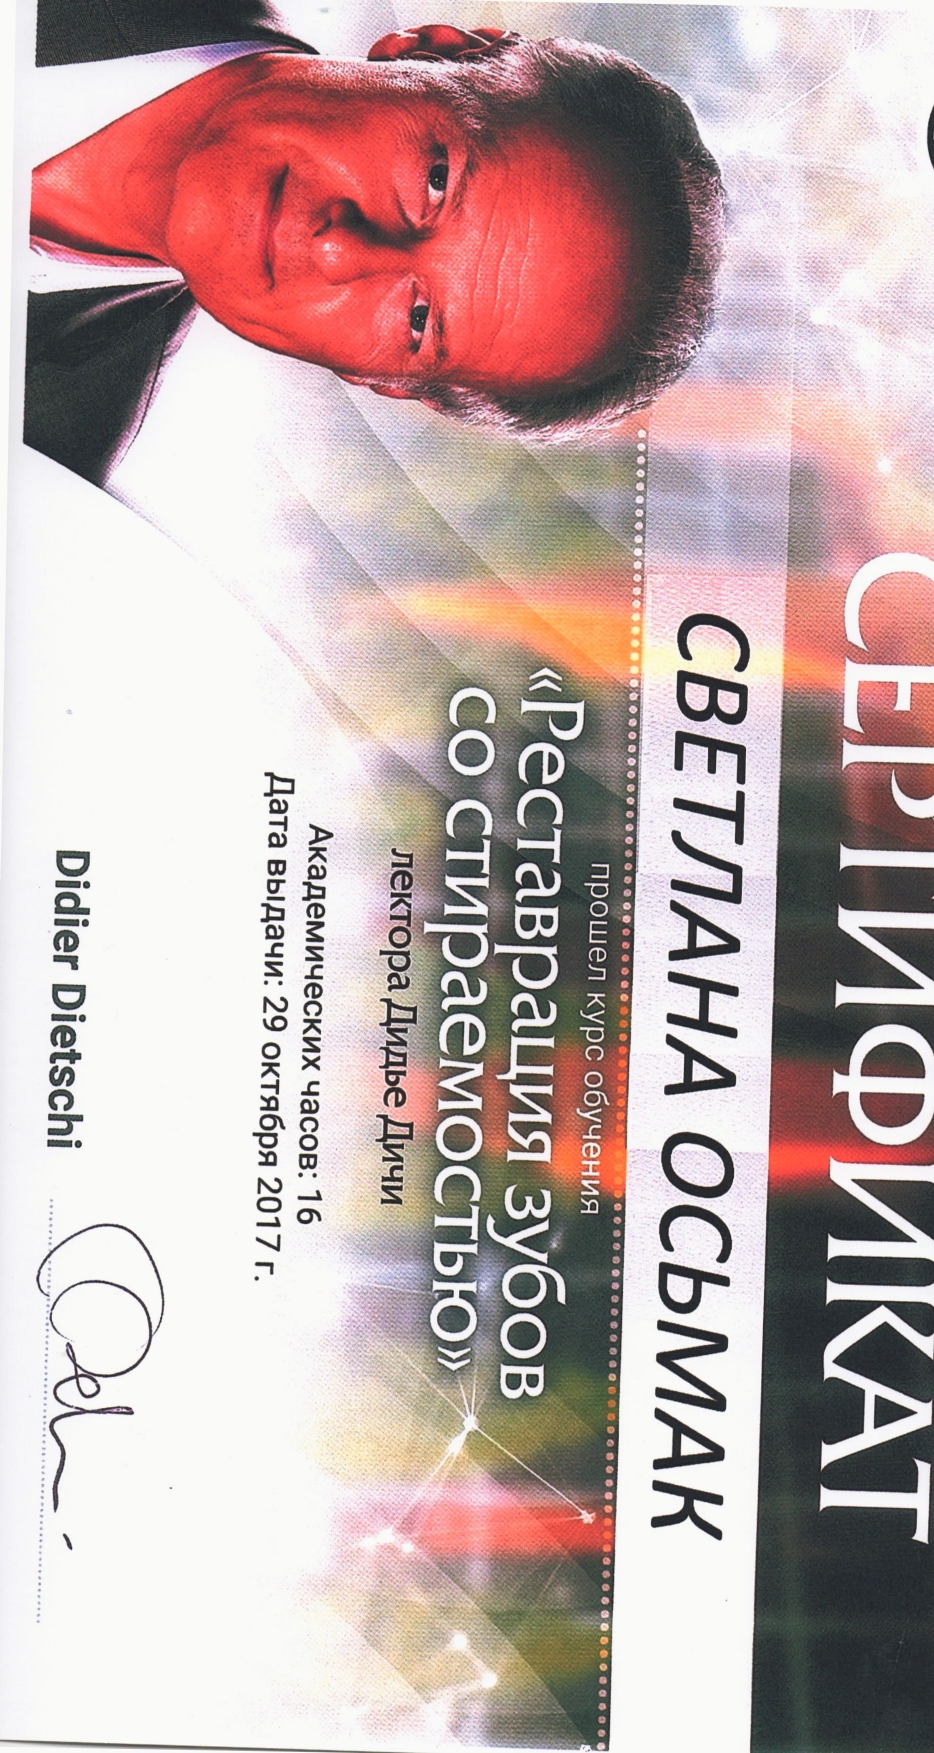 СЕРТИФИКАТ
СВЕТЛАНА ОСЬМАК
прошел курс обучения
«Реставрация зубов
со стираемостью»
лектора Дидье Дичи
Академических часов: 16
Дата выдачи: 29 октября 2017 г.
Didier Dietschi